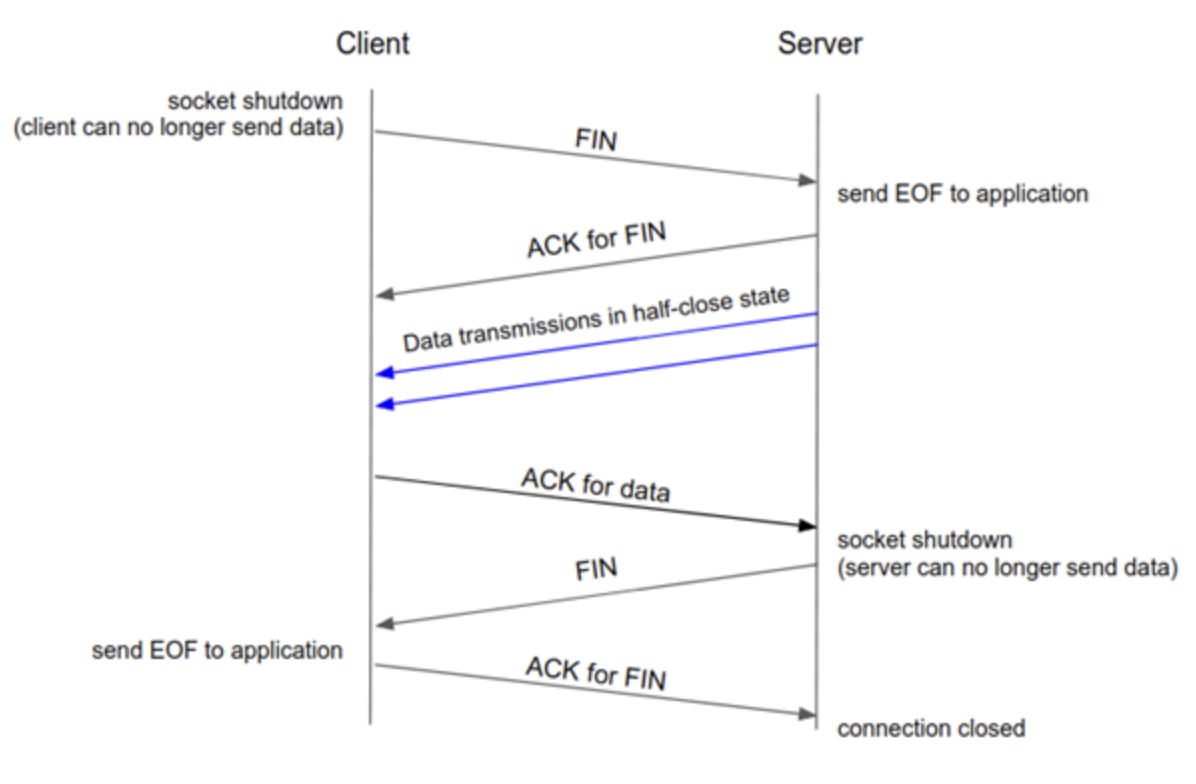 Client
Server
socket shutdown
(client can no longer send data)
FIN
send EOF to application
ACK for FIN
Data transmissions in half-close state
ACK for data
socket shutdown
(server can no longer send data)
FIN
send EOF to application
ACK for FIN
connection closed